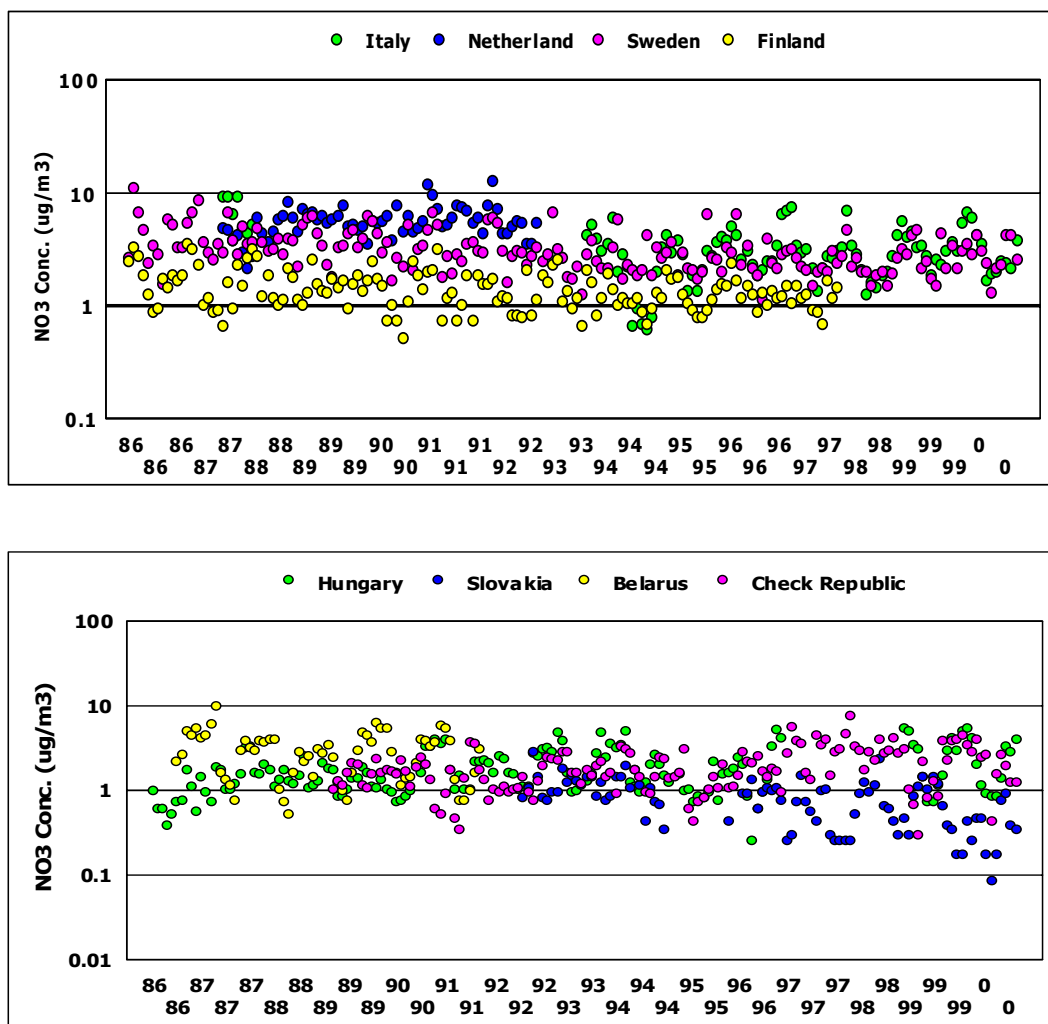 Italy Netherland Sweden Finland
100
10
1
0.1
NO3 Conc. (ug/m3)
86 86 87 88 89 90 91 91 92 93 94 95 96 97 98 99 0
86 87 88 89 90 91 92 93 94 94 95 96 97 98 99 99 0
Hungary Slovakia Belarus Check Republic
100
10
1
0.1
0.01
NO3 Conc. (ug/m3)
86 87 87 88 89 90 91 92 92 93 94 95 96 97 97 98 99 0
86 87 88 89 90 91 92 93 94 94 95 96 97 98 99 99 0